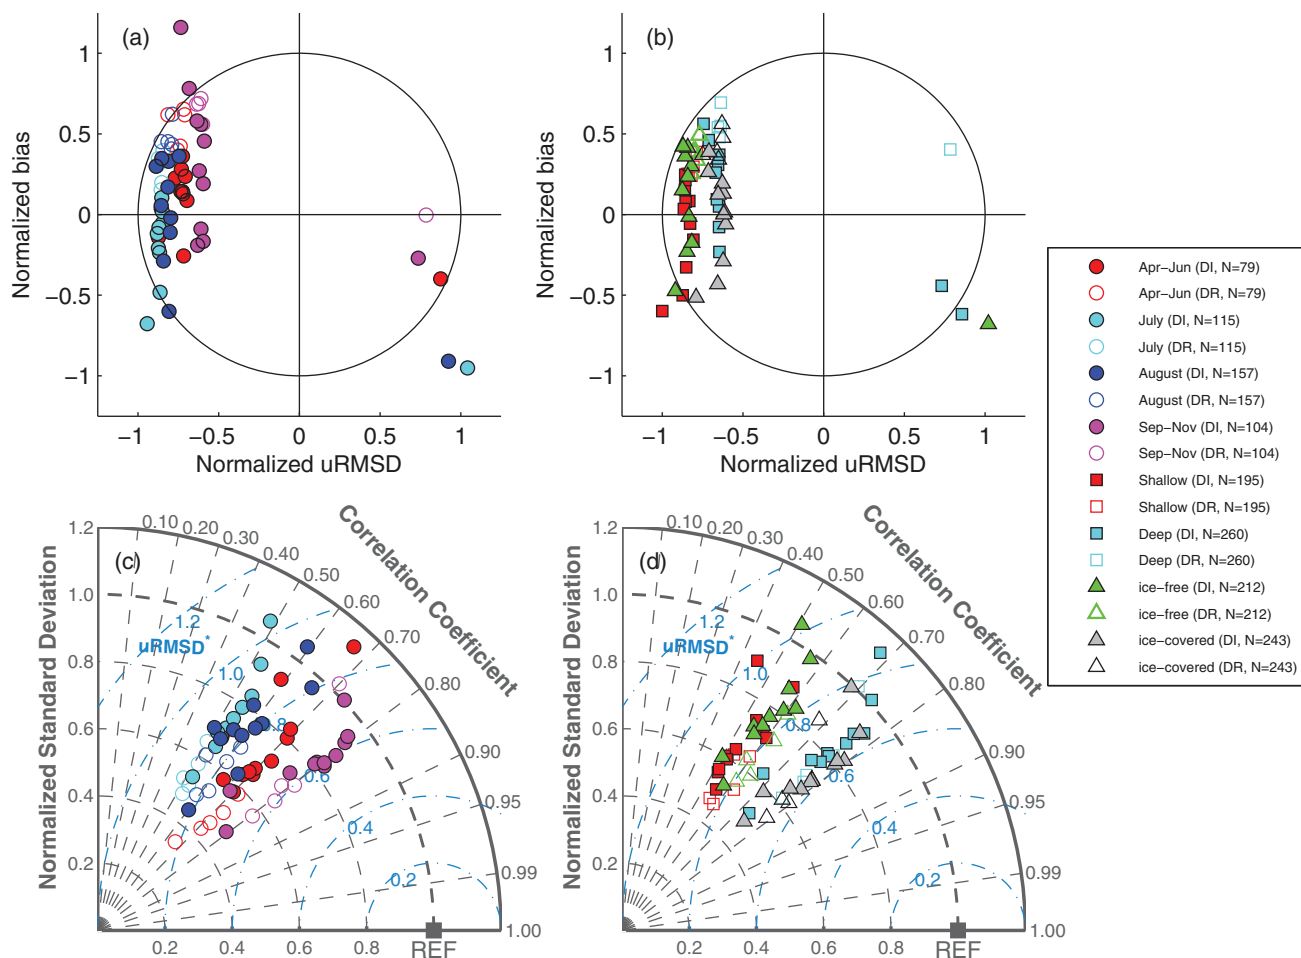 (a)
1
0.5
0
−0.5
−1
Normalized bias
−1
−0.5
0
0.5
1
Normalized uRMSD
(b)
1
0.5
0
−0.5
−1
Normalized bias
−1
−0.5
0
0.5
1
Normalized uRMSD
Apr−Jun (DI, N=79)
Apr−Jun (DR, N=79)
July (DI, N=115)
July (DR, N=115)
August (DI, N=157)
August (DR, N=157)
Sep−Nov (DI, N=104)
Sep−Nov (DR, N=104)
Shallow (DI, N=195)
Shallow (DR, N=195)
Deep (DI, N=260)
Deep (DR, N=260)
ice−free (DI, N=212)
ice−free (DR, N=212)
ice−covered (DI, N=243)
ice−covered (DR, N=243)
(c)
1.2
1.0
0.8
0.6
0.4
0.2
Normalized Standard Deviation
0.10
0.20
0.30
0.40
0.50
0.60
0.70
0.80
0.90
0.95
0.99
1.00
Correlation Coefficient
1.2
uRMSD*
1.0
0.8
0.6
0.4
0.2
0.2
0.4
0.6
0.8
REF
(d)
1.2
1.0
0.8
0.6
0.4
0.2
Normalized Standard Deviation
0.10
0.20
0.30
0.40
0.50
0.60
0.70
0.80
0.90
0.95
0.99
1.00
Correlation Coefficient
1.2
uRMSD*
1.0
0.8
0.6
0.4
0.2
0.2
0.4
0.6
0.8
REF